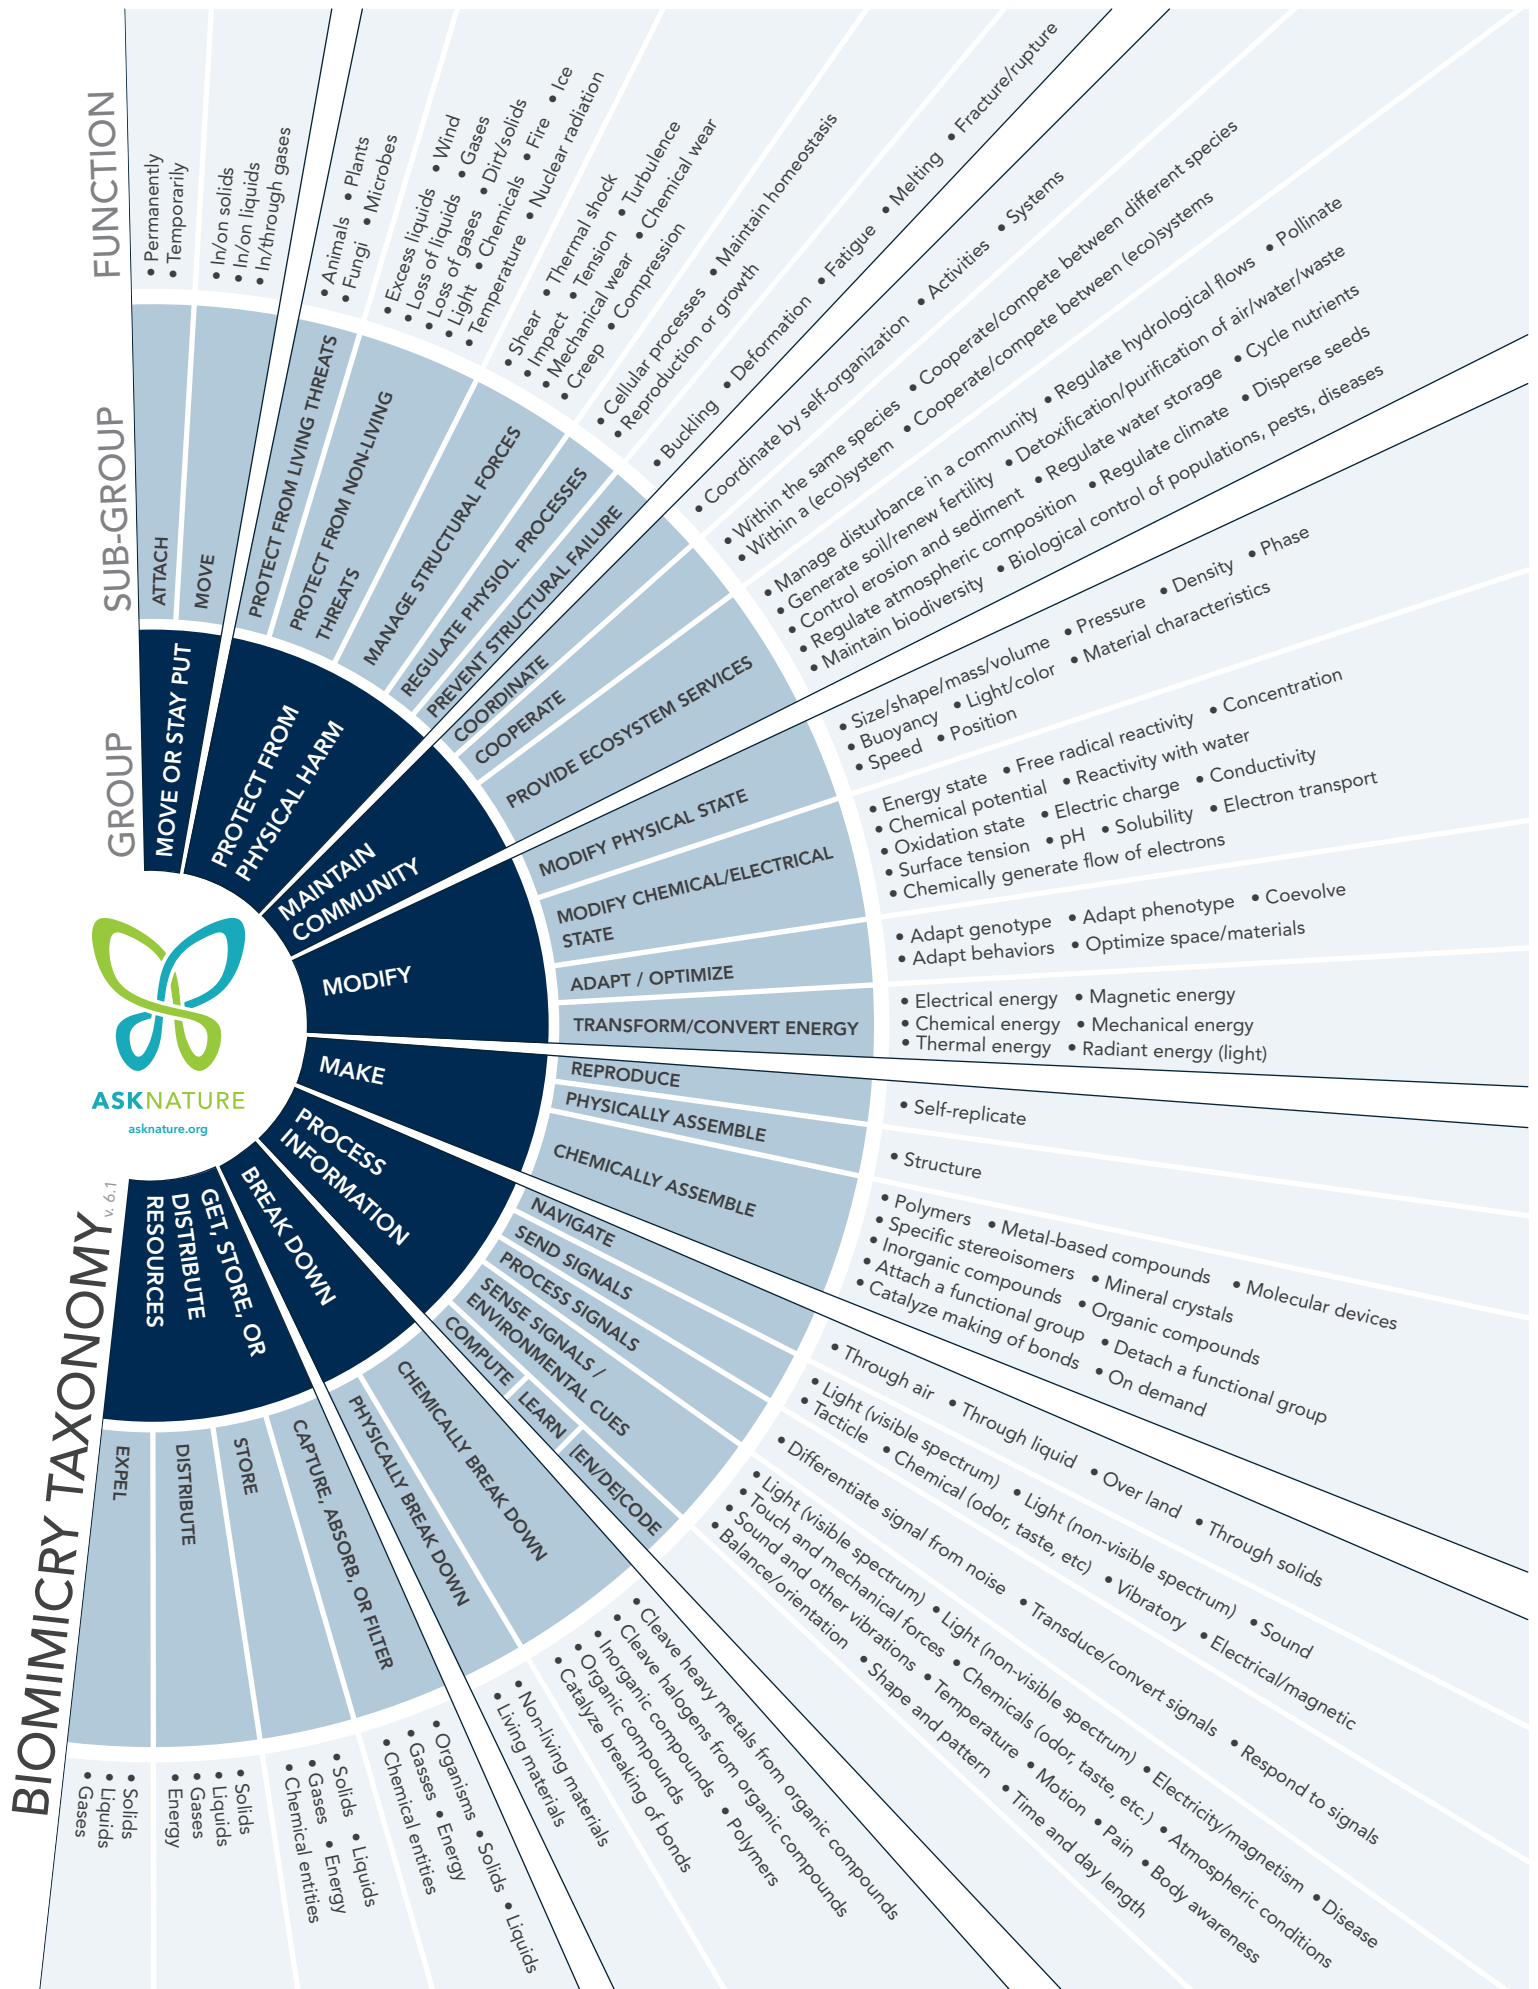 FUNCTION
SUB-GROUP
GROUP
MOVE OR STAY PUT
ATTACH
• Permanently
• Temporarily
MOVE
• In/on solids
• In/on liquids
• In/through gases
PROTECT FROM
PHYSICAL HARM
PROTECT FROM LIVING THREATS
• Animals • Plants
• Fungi • Microbes
PROTECT FROM NON-LIVING
THREATS
• Excess liquids • Wind
• Loss of liquids • Gases
• Loss of gases • Dirt/solids
• Light • Chemicals • Fire • Ice
• Temperature • Nuclear radiation
MANAGE STRUCTURAL FORCES
• Shear • Thermal shock
• Impact • Tension • Turbulence
• Mechanical wear • Chemical wear
• Creep • Compression
REGULATE PHYSIOL. PROCESSES
• Cellular processes • Maintain homeostasis
• Reproduction or growth
PREVENT STRUCTURAL FAILURE
• Buckling • Deformation • Fatigue • Melting • Fracture/rupture
MAINTAIN
COMMUNITY
COORDINATE
• Coordinate by self-organization • Activities • Systems
COOPERATE
• Within the same species • Cooperate/compete between different species
• Within a (eco)system • Cooperate/compete between (eco)systems
PROVIDE ECOSYSTEM SERVICES
• Manage disturbance in a community • Regulate hydrological flows • Pollinate
• Generate soil/renew fertility • Detoxification/purification of air/water/waste
• Control erosion and sediment • Regulate water storage • Cycle nutrients
• Regulate atmospheric composition • Regulate climate • Disperse seeds
• Maintain biodiversity • Biological control of populations, pests, diseases
MODIFY
MODIFY PHYSICAL STATE
• Size/shape/mass/volume • Pressure • Density • Phase
• Buoyancy • Light/color • Material characteristics
• Speed • Position
MODIFY CHEMICAL/ELECTRICAL
STATE
• Energy state • Free radical reactivity • Concentration
• Chemical potential • Reactivity with water
• Oxidation state • Electric charge • Conductivity
• Surface tension • pH • Solubility • Electron transport
• Chemically generate flow of electrons
ADAPT / OPTIMIZE
• Adapt genotype • Adapt phenotype • Coevolve
• Adapt behaviors • Optimize space/materials
TRANSFORM/CONVERT ENERGY
• Electrical energy • Magnetic energy
• Chemical energy • Mechanical energy
• Thermal energy • Radiant energy (light)
MAKE
REPRODUCE
• Self-replicate
PHYSICALLY ASSEMBLE
• Structure
CHEMICALLY ASSEMBLE
• Polymers • Metal-based compounds • Molecular devices
• Specific stereoisomers • Mineral crystals
• Inorganic compounds • Organic compounds
• Attach a functional group • Detach a functional group
• Catalyze making of bonds • On demand
PROCESS
INFORMATION
NAVIGATE
• Through air • Through liquid • Over land • Through solids
SEND SIGNALS
• Light (visible spectrum) • Light (non-visible spectrum) • Sound
• Tacticle • Chemical (odor, taste, etc) • Vibratory • Electrical/magnetic
PROCESS SIGNALS
• Differentiate signal from noise • Transduce/convert signals • Respond to signals
SENSE SIGNALS /
ENVIRONMENTAL CUES
• Light (visible spectrum) • Light (non-visible spectrum) • Electricity/magnetism • Disease
• Touch and mechanical forces • Chemicals (odor, taste, etc.) • Atmospheric conditions
• Sound and other vibrations • Temperature • Motion • Pain • Body awareness
• Balance/orientation • Shape and pattern • Time and day length
COMPUTE
LEARN
[EN/DE]CODE
BREAK DOWN
CHEMICALLY BREAK DOWN
• Cleave heavy metals from organic compounds
• Cleave halogens from organic compounds
• Inorganic compounds • Polymers
• Organic compounds
• Catalyze breaking of bonds
PHYSICALLY BREAK DOWN
• Non-living materials
• Living materials
GET, STORE, OR
DISTRIBUTE
RESOURCES
CAPTURE, ABSORB, OR FILTER
• Organisms • Solids • Liquids
• Gasses • Energy
• Chemical entities
STORE
• Solids • Liquids
• Gases • Energy
• Chemical entities
DISTRIBUTE
• Solids
• Liquids
• Gases
• Energy
EXPEL
• Solids
• Liquids
• Gases
ASKNATURE
asknature.org
BIOMIMICRY TAXONOMY
v. 6.1